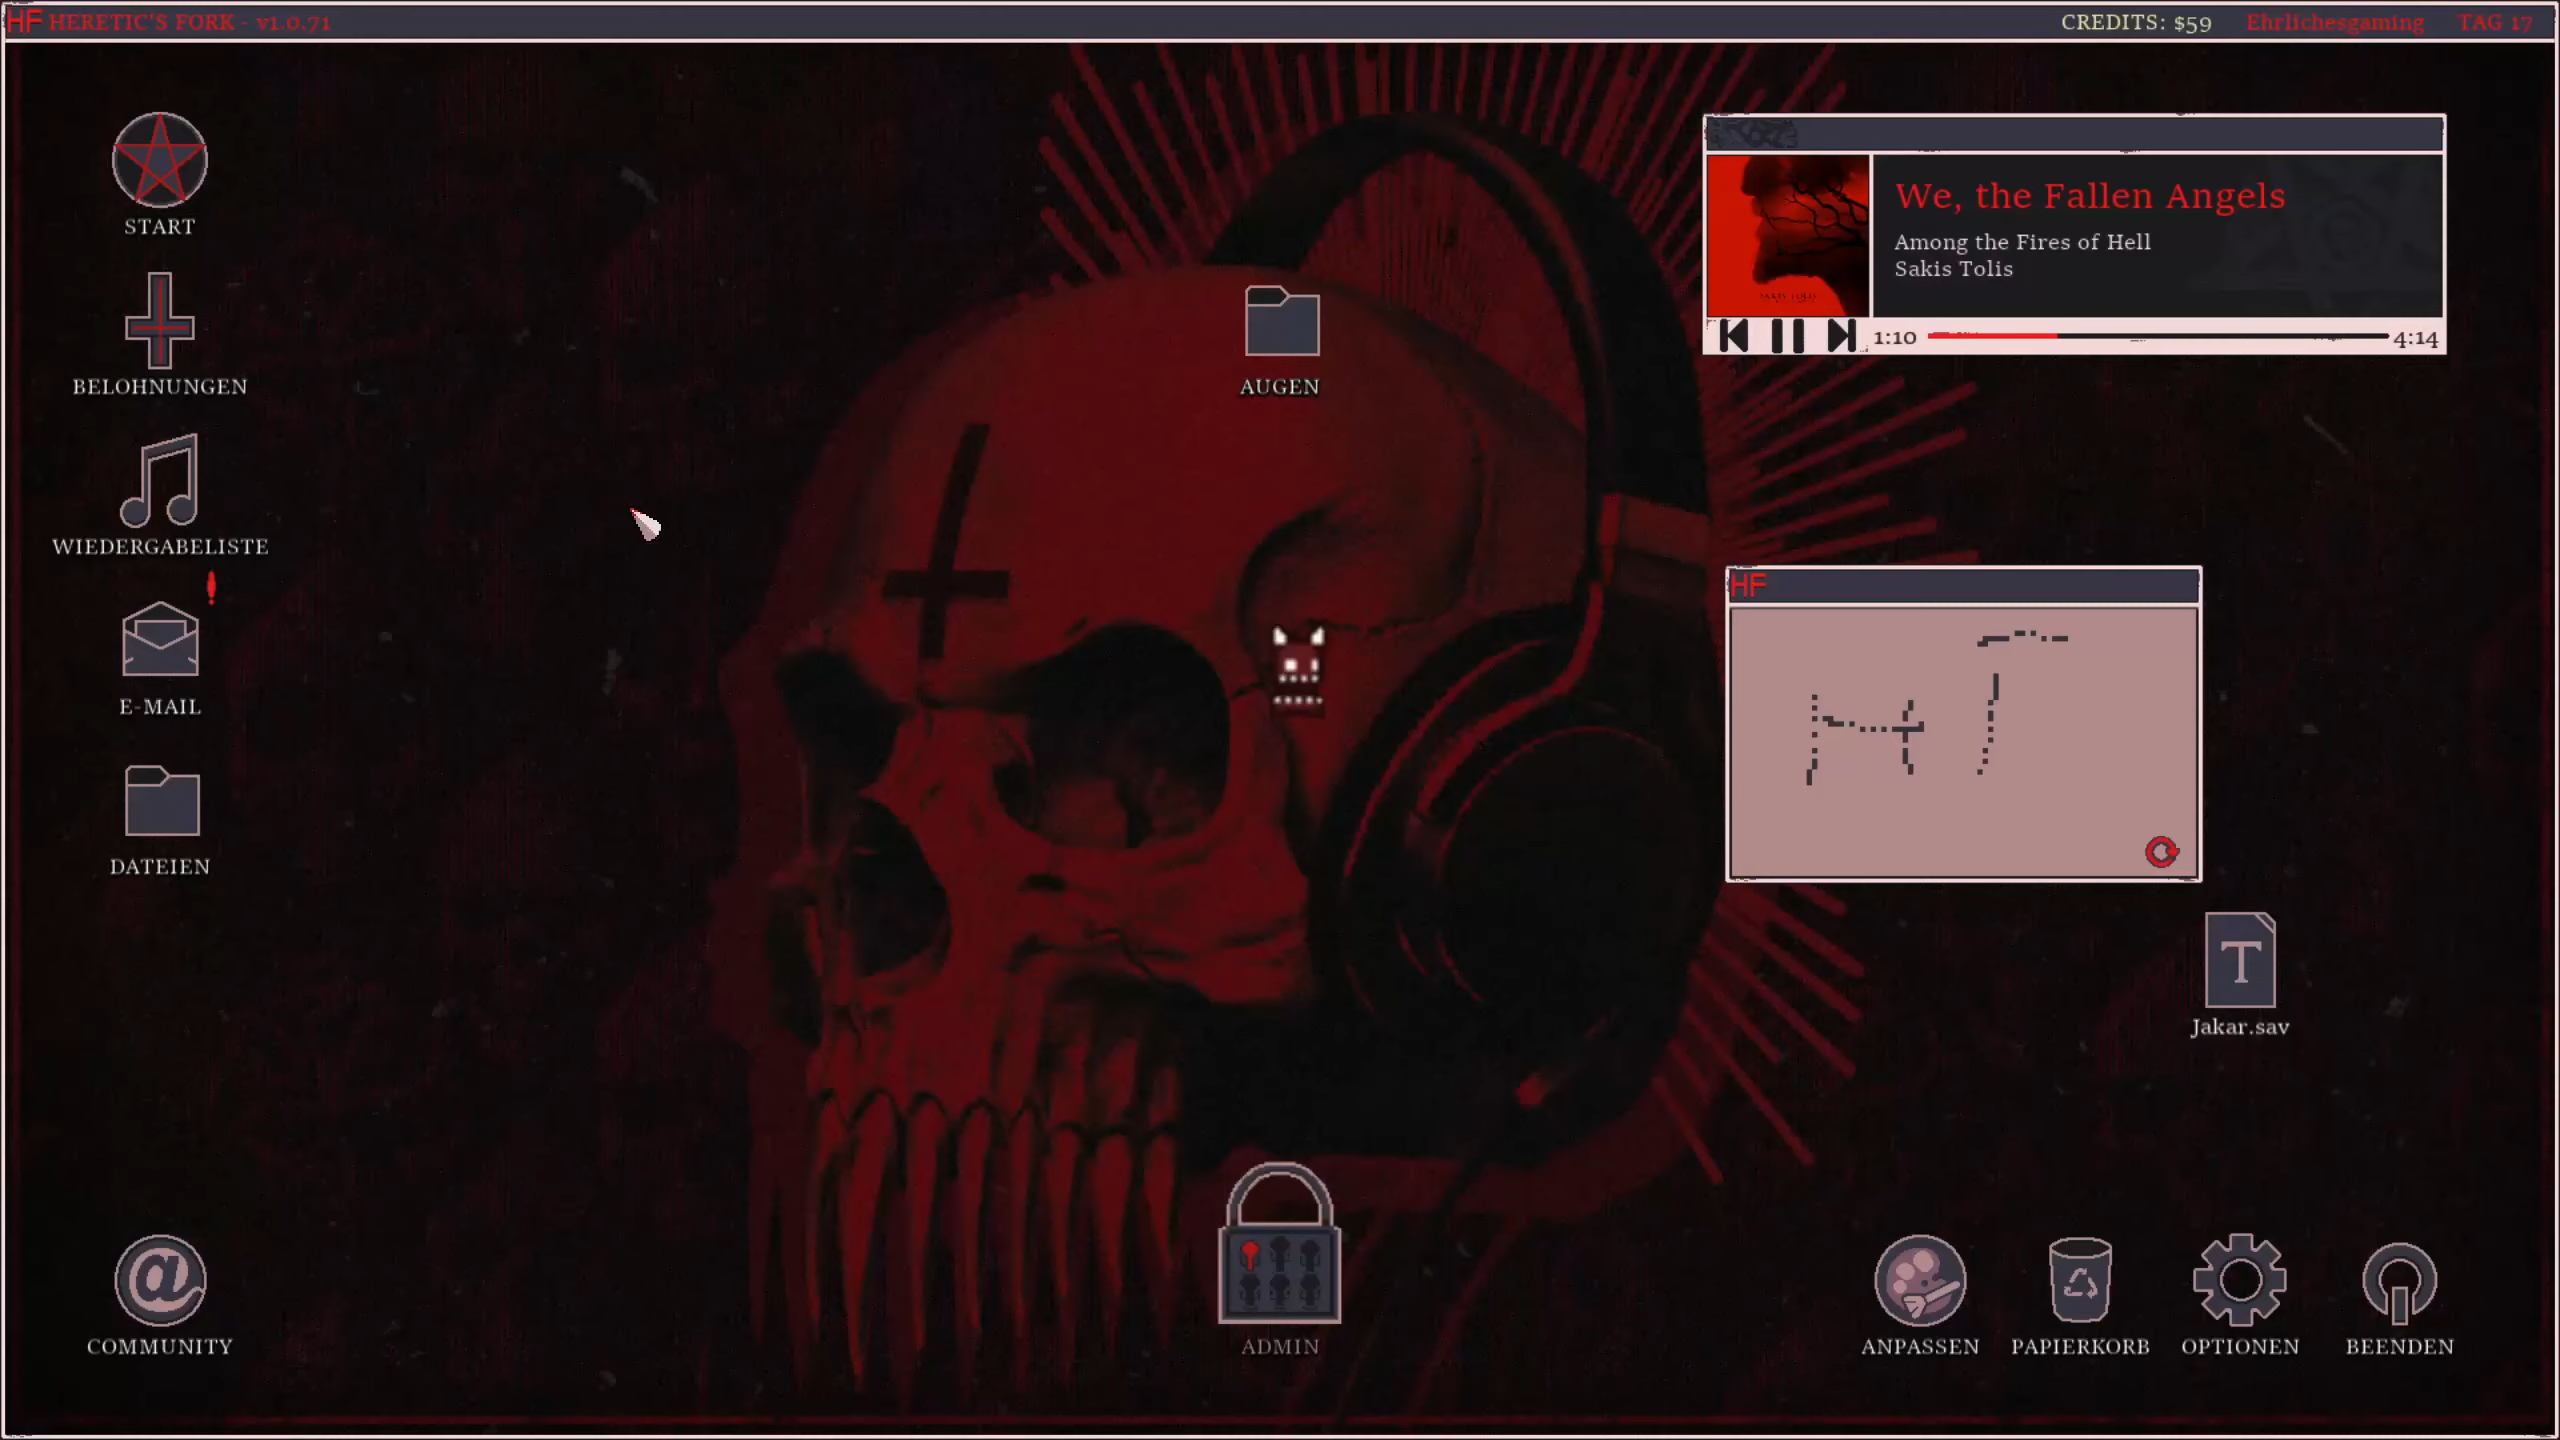 HF HERETIC'S FORK - v1.0.71
CREDITS: $59 Ehrlichesgaming TAG 17
START
BELOHNUNGEN
WIEDERGABELISTE
E-MAIL
DATEIEN
COMMUNITY
AUGEN
We, the Fallen Angels
Among the Fires of Hell
Sakis Tolis
SAKIS TOLIS
1:10 4:14
HF
T
Jakar.sav
ADMIN
ANPASSEN
PAPIERKORB
OPTIONEN
BEENDEN